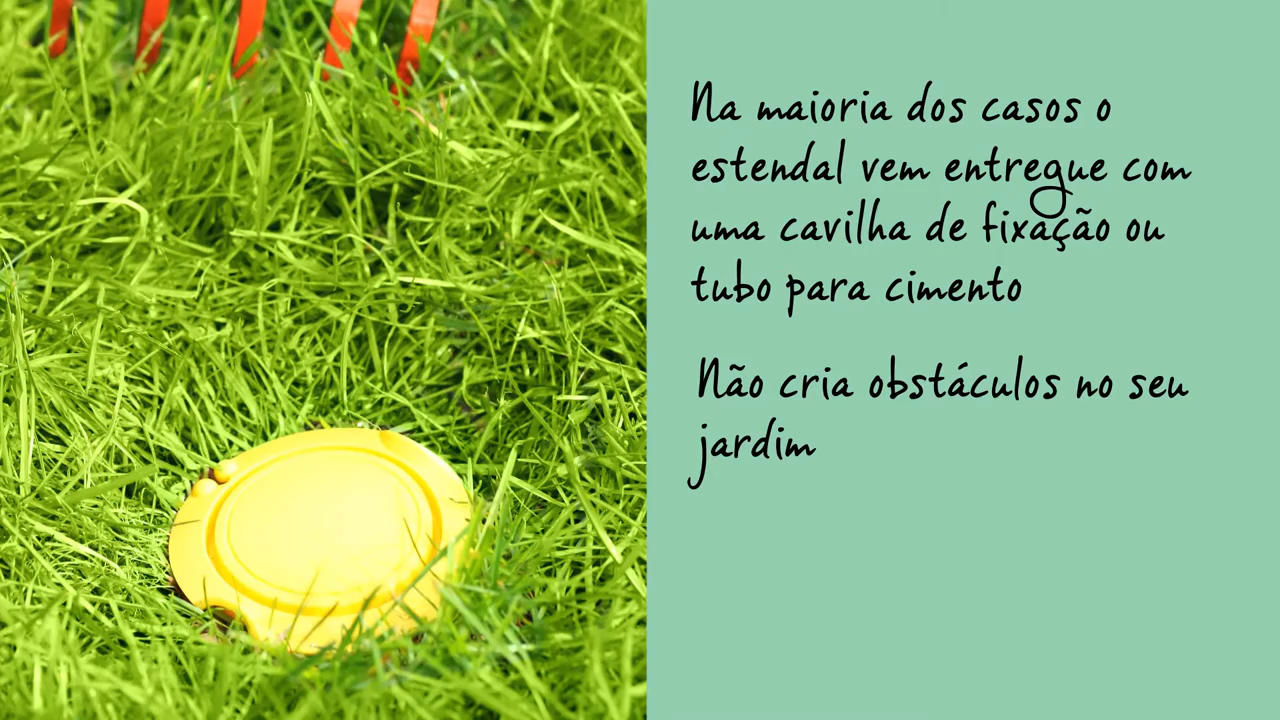 Na maioria dos casos o
estendal vem entregue com
uma cavilha de fixação ou
tubo para cimento
Não cria obstáculos no seu
jardim